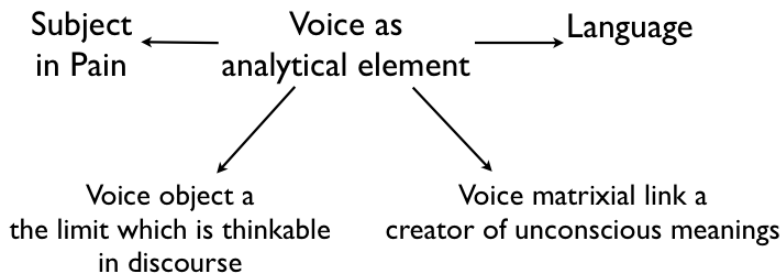 Subject
in Pain
Voice as
analytical element
Language
Voice object a
the limit which is thinkable
in discourse
Voice matrixial link a
creator of unconscious meanings